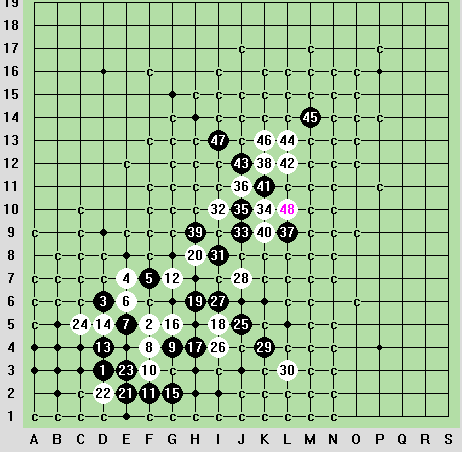 19
18
17 c c c
16 c c c c c c c
15 c c c c c c c c
14 c c c c c 45 c c c
13 c c c 47 c 46 44 c c c
12 c c c c 43 38 42 c c c
11 c c c c 36 41 c c c c
10 c c c c 32 35 34 48 c c
9 c c c c c 39 c 33 40 37 c c c
8 c c c c 20 31 c c c c c
7 c c c c 4 5 12 c 28 c c c c
6 c c c 3 6 c 19 27 c c c c
5 c 24 14 7 2 16 18 25 c c c
4 13 8 9 17 26 c 29 c c c
3 1 23 10 c c c 30 c c
2 c c 22 21 11 15 c c c c c
1 c c c c c c c c c c c c c
A B C D E F G H I J K L M N O P Q R S